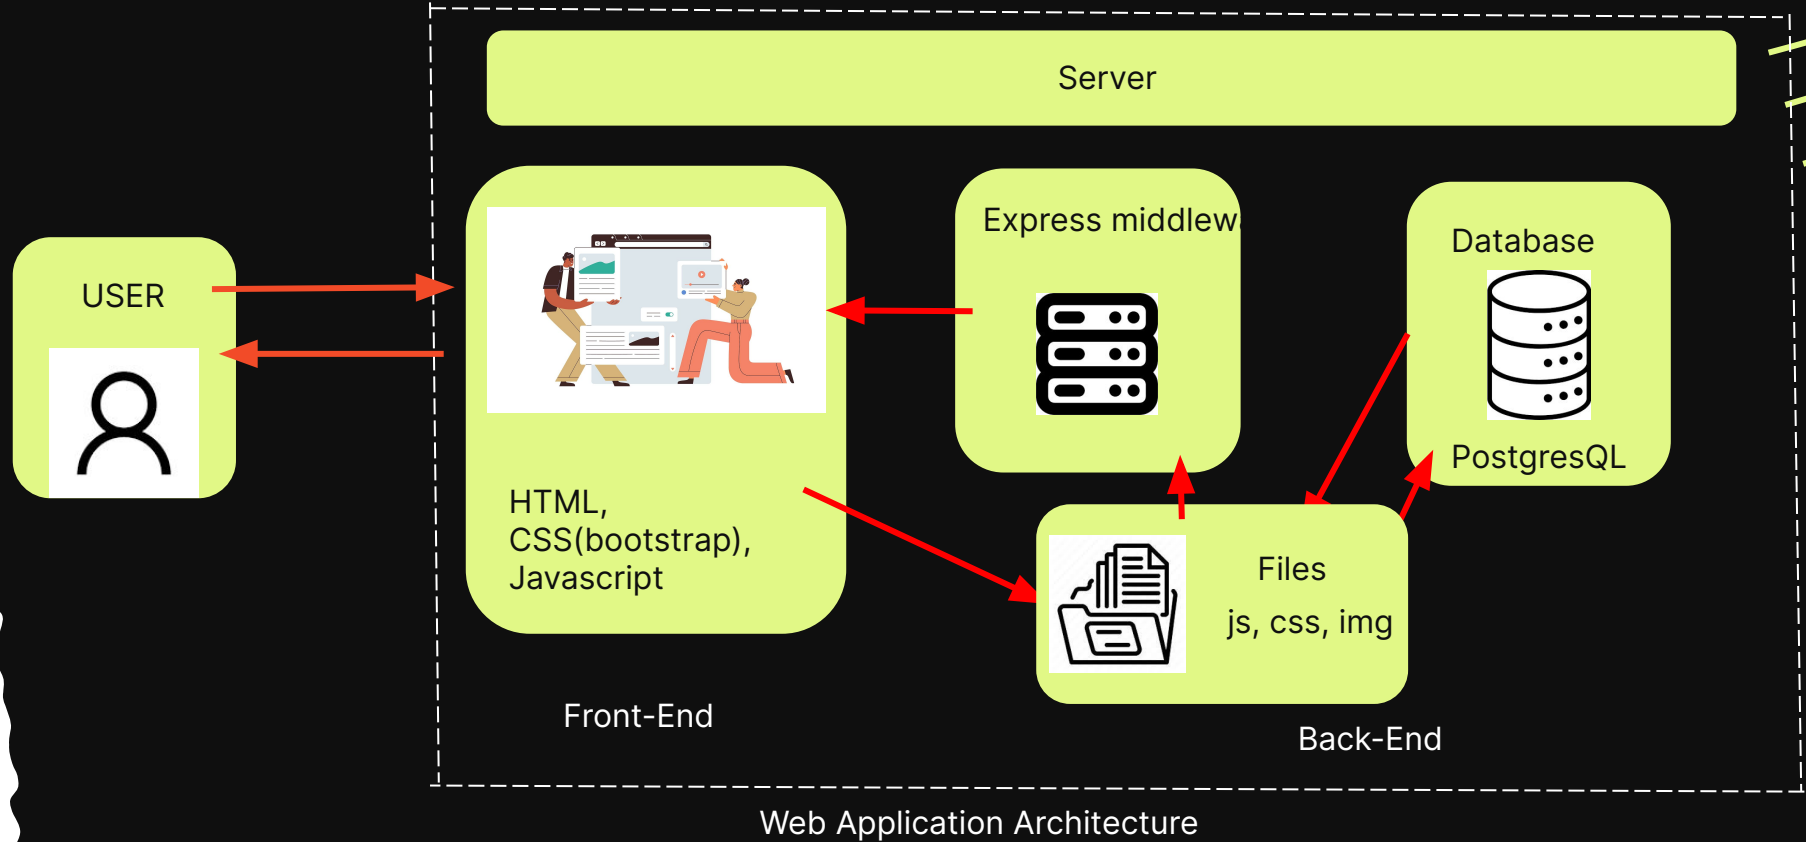 Server
USER
Express middlew
Database
PostgresQL
HTML,
CSS(bootstrap),
Javascript
Files
js, css, img
Front-End
Back-End
Web Application Architecture